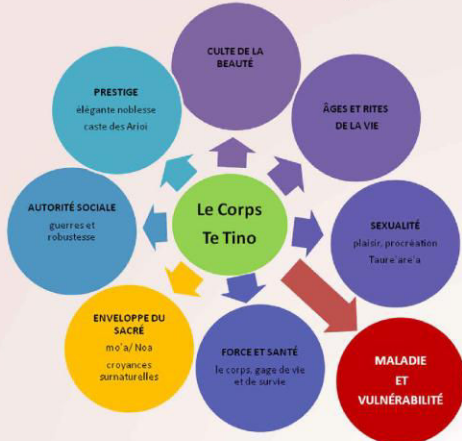 CULTE DE LA
BEAUTÉ
PRESTIGE
élégante noblesse
caste des Arioi
ÂGES ET RITES
DE LA VIE
AUTORITÉ SOCIALE
guerres et
robustesse
Le Corps
Te Tino
SEXUALITÉ
plaisir, procréation
Taure'are'a
ENVELOPPE DU
SACRÉ
mo'a/ Noa
croyances
surnaturelles
FORCE ET SANTÉ
le corps, gage de vie
et de survie
MALADIE
ET
VULNÉRABILITÉ